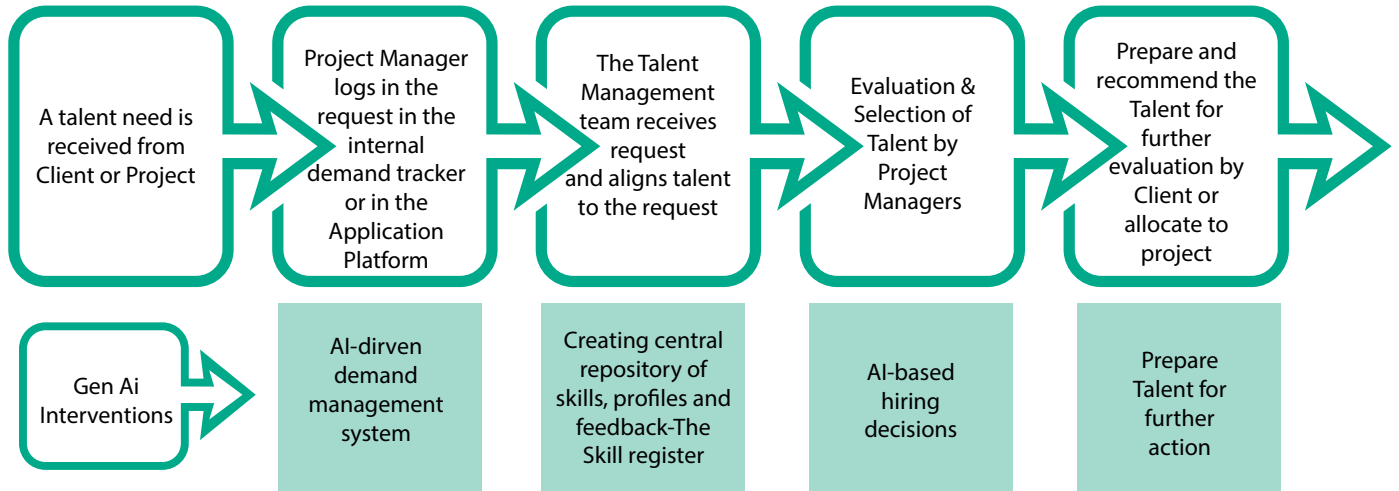 A talent need is
received from
Client or Project
Project Manager
logs in the
request in the
internal
demand tracker
or in the
Application
Platform
The Talent
Management
team receives
request
and aligns talent
to the request
Evaluation &
Selection of
Talent by
Project
Managers
Prepare and
recommend the
Talent for
further
evaluation by
Client or
allocate to
project
Gen Ai
Interventions
AI-dirven
demand
management
system
Creating central
repository of
skills, profiles and
feedback-The
Skill register
AI-based
hiring
decisions
Prepare
Talent for
further
action